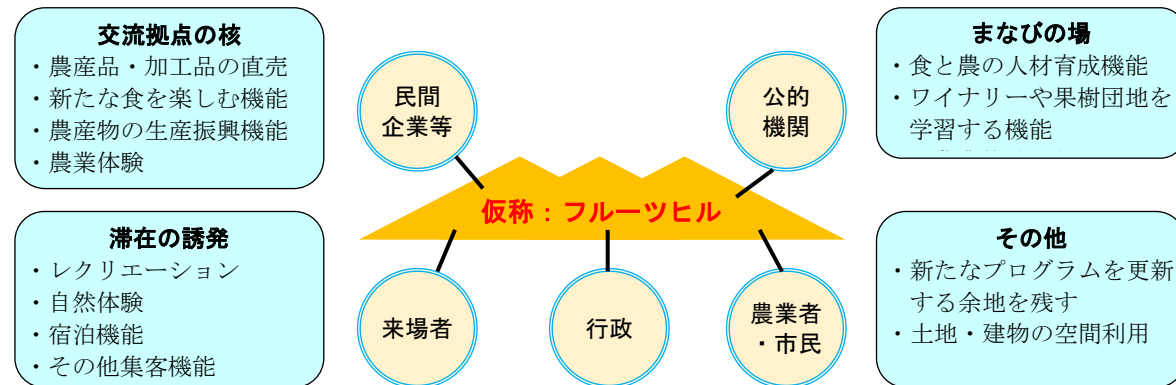 交流拠点の核
・農産品・加工品の直売
・新たな食を楽しむ機能
・農産物の生産振興機能
・農業体験
民間
企業等
公的
機関
まなびの場
・食と農の人材育成機能
・ワイナリーや果樹団地を
学習する機能
仮称：フルーツヒル
滞在の誘発
・レクリエーション
・自然体験
・宿泊機能
・その他集客機能
来場者
行政
農業者
・市民
その他
・新たなプログラムを更新
する余地を残す
・土地・建物の空間利用